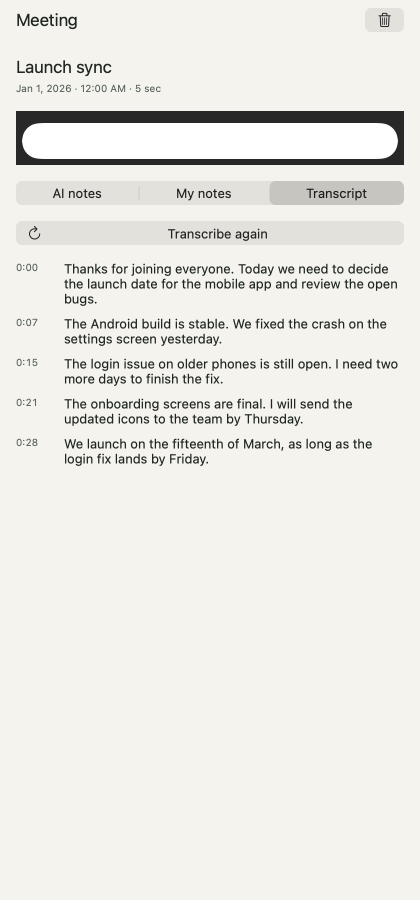 Meeting
Launch sync
Jan 1, 2026 · 12:00 AM · 5 sec
AI notes
My notes
Transcript
Transcribe again
0:00 Thanks for joining everyone. Today we need to decide
the launch date for the mobile app and review the open
bugs.
0:07 The Android build is stable. We fixed the crash on the
settings screen yesterday.
0:15 The login issue on older phones is still open. I need two
more days to finish the fix.
0:21 The onboarding screens are final. I will send the
updated icons to the team by Thursday.
0:28 We launch on the fifteenth of March, as long as the
login fix lands by Friday.